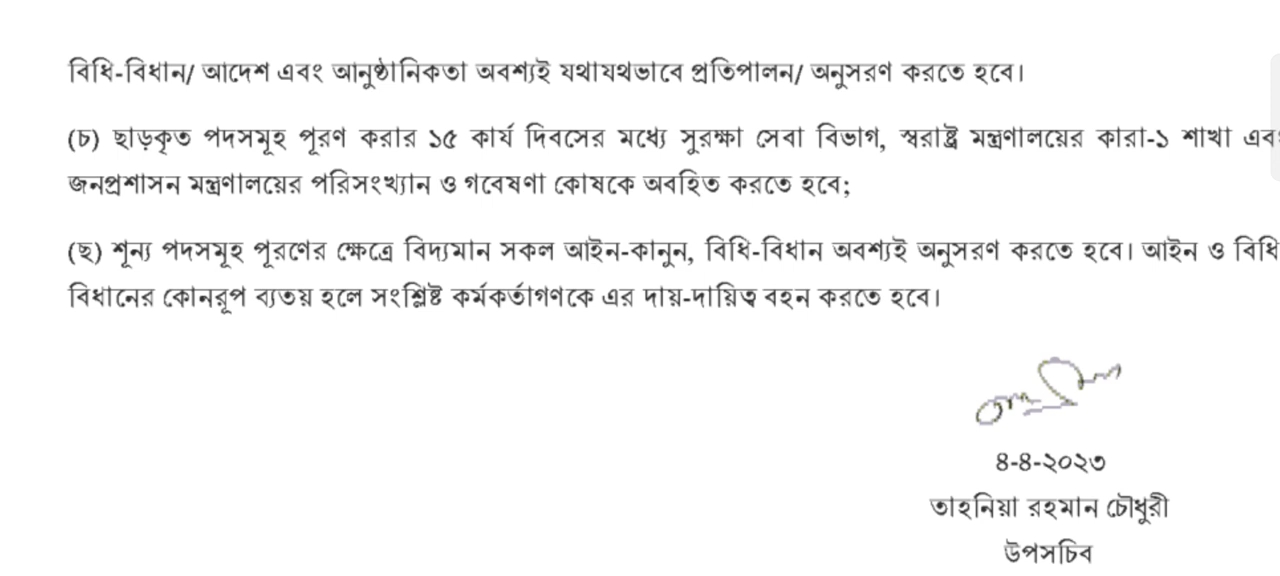 বিধি-বিধান/ আদেশ এবং আনুষ্ঠানিকতা অবশ্যই যথাযথভাবে প্রতিপালন/ অনুসরণ করতে হবে।
(চ) ছাড়কৃত পদসমূহ পূরণ করার ১৫ কার্য দিবসের মধ্যে সুরক্ষা সেবা বিভাগ, স্বরাষ্ট্র মন্ত্রণালয়ের কারা-১ শাখা এবং
জনপ্রশাসন মন্ত্রণালয়ের পরিসংখ্যান ও গবেষণা কোষকে অবহিত করতে হবে;
(ছ) শূন্য পদসমূহ পূরণের ক্ষেত্রে বিদ্যমান সকল আইন-কানুন, বিধি-বিধান অবশ্যই অনুসরণ করতে হবে। আইন ও বিধি
বিধানের কোনরূপ ব্যতয় হলে সংশ্লিষ্ট কর্মকর্তাগণকে এর দায়-দায়িত্ব বহন করতে হবে।
৪-৪-২০২৩
তাহনিয়া রহমান চৌধুরী
উপসচিব